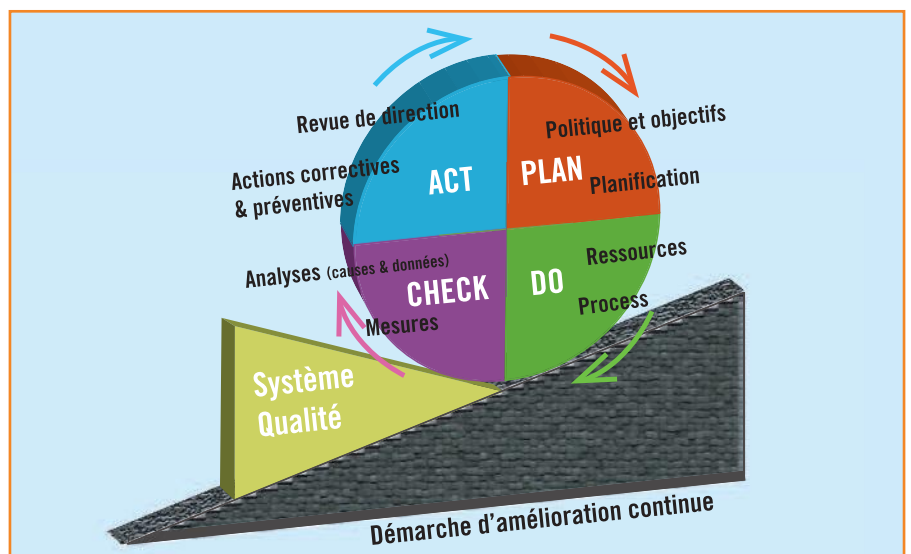 Revue de direction
Politique et objectifs
Actions correctives
& préventives
ACT
PLAN
Planification
Analyses (causes & données)
CHECK
DO
Ressources
Process
Mesures
Système
Qualité
Démarche d'amélioration continue